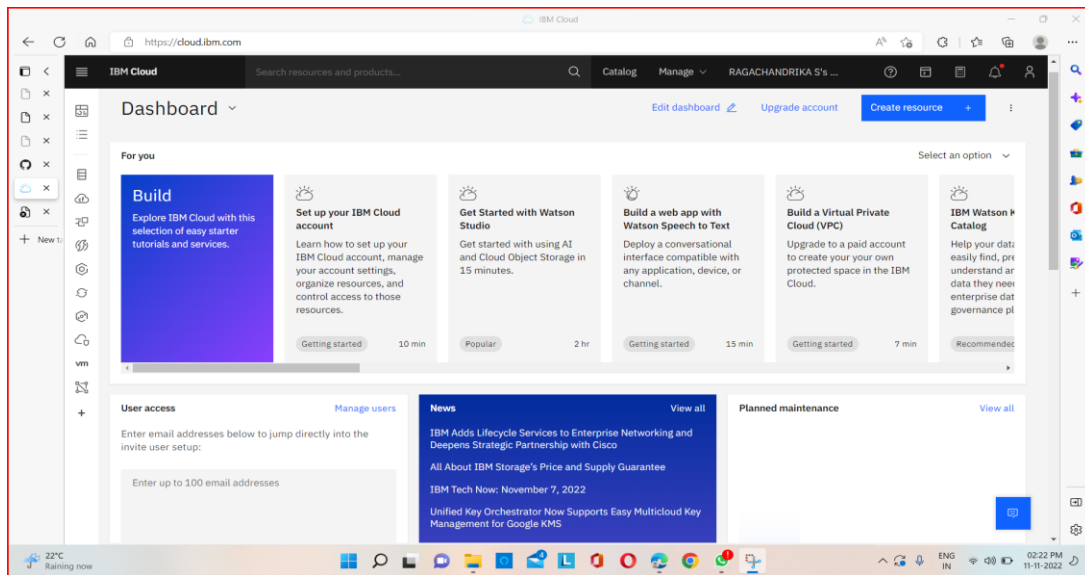 IBM Cloud
https://cloud.ibm.com
IBM Cloud
Search resources and products...
Catalog
Manage
RAGACHANDRIKA S's ...
Dashboard
Edit dashboard
Upgrade account
Create resource +
For you
Select an option
Build
Explore IBM Cloud with this
selection of easy starter
tutorials and services.
Set up your IBM Cloud
account
Learn how to set up your
IBM Cloud account, manage
your account settings,
organize resources, and
control access to those
resources.
Getting started
10 min
Get Started with Watson
Studio
Get started with using AI
and Cloud Object Storage in
15 minutes.
Popular
2 hr
Build a web app with
Watson Speech to Text
Deploy a conversational
interface compatible with
any application, device, or
channel.
Getting started
15 min
Build a Virtual Private
Cloud (VPC)
Upgrade to a paid account
to create your your own
protected space in the IBM
Cloud.
Getting started
7 min
IBM Watson K
Catalog
Help your data
easily find, pre
understand ar
data they need
enterprise dat
governance pl
Recommended
+ New ta
vm
User access
Manage users
Enter email addresses below to jump directly into the
invite user setup:
Enter up to 100 email addresses
News
View all
IBM Adds Lifecycle Services to Enterprise Networking and
Deepens Strategic Partnership with Cisco
All About IBM Storage's Price and Supply Guarantee
IBM Tech Now: November 7, 2022
Unified Key Orchestrator Now Supports Easy Multicloud Key
Management for Google KMS
Planned maintenance
View all
22°C
Raining now
ENG
IN
02:22 PM
11-11-2022